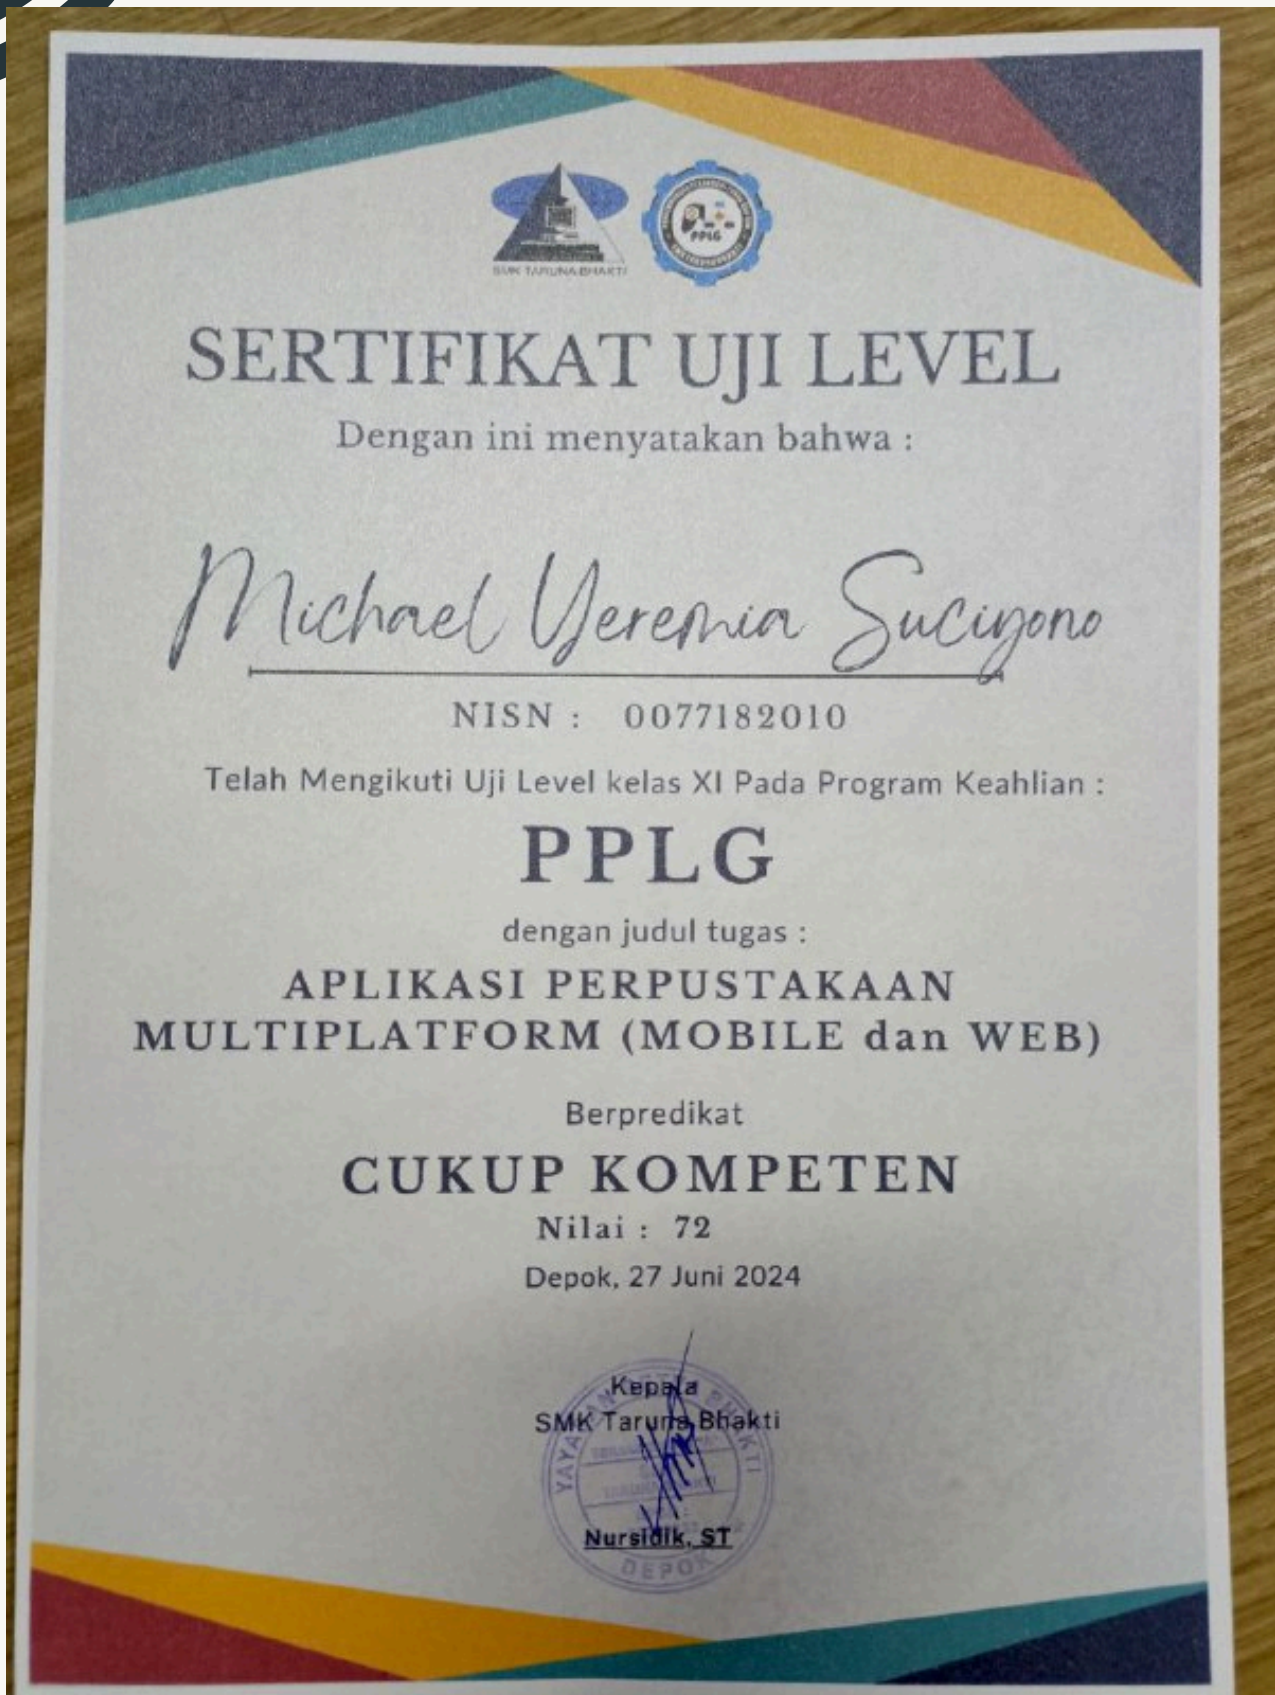 SMK TARUNA BHAKTI
PPLG
SERTIFIKAT UJI LEVEL
Dengan ini menyatakan bahwa :
Michael Yeremia Suciyono
NISN : 0077182010
Telah Mengikuti Uji Level kelas XI Pada Program Keahlian :
PPLG
dengan judul tugas :
APLIKASI PERPUSTAKAAN
MULTIPLATFORM (MOBILE dan WEB)
Berpredikat
CUKUP KOMPETEN
Nilai : 72
Depok, 27 Juni 2024
Kepala
SMK Taruna Bhakti
Nursidik, ST
DEPOK